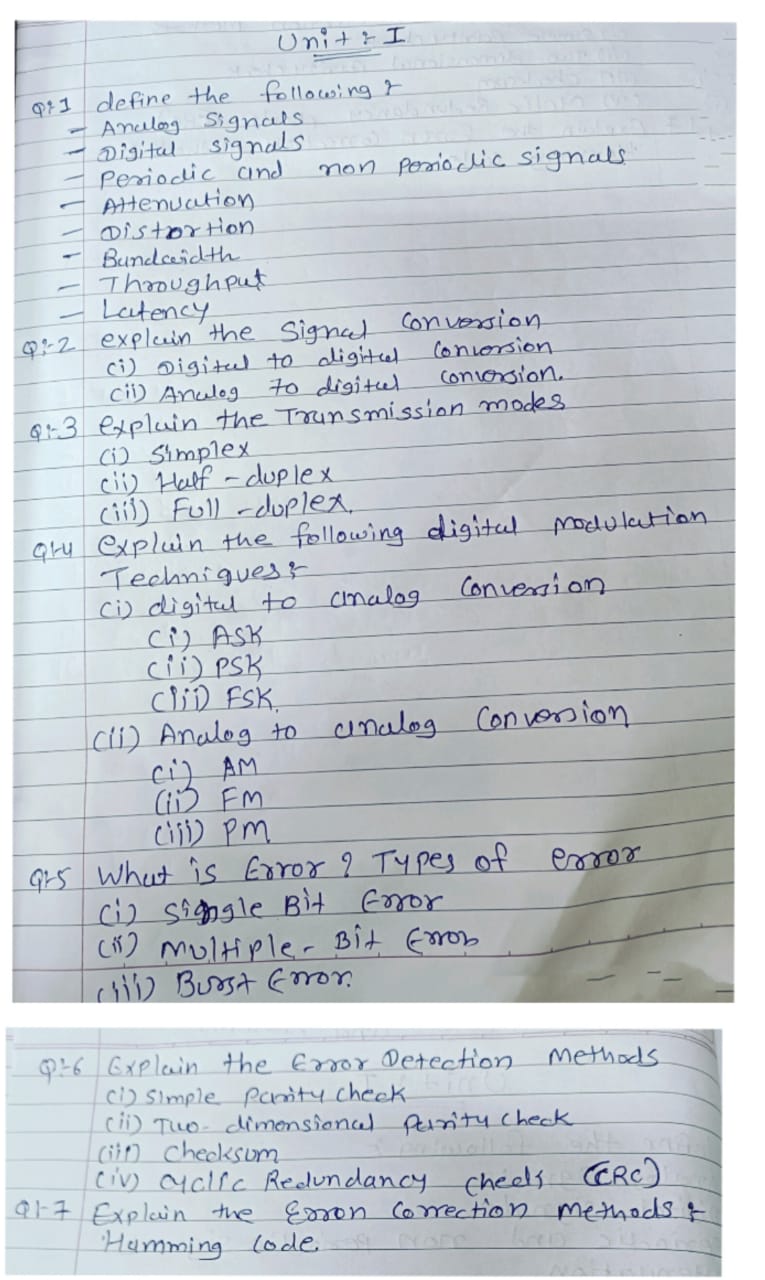 Unit :- I
Q:-1 define the following :-
- Analog Signals
- Digital signals
- Periodic and non periodic signals
- Attenuation
- Distortion
- Bandwidth
- Throughput
- Latency
Q:-2 explain the Signal Conversion
(i) Digital to digital Conversion
(ii) Analog to digital conversion.
Q:-3 explain the Transmission modes
(i) Simplex
(ii) Half - duplex
(iii) Full - duplex.
Q:-4 explain the following digital modulation
Techniques :-
(i) digital to analog Conversion
(i) ASK
(ii) PSK
(iii) FSK.
(ii) Analog to analog Conversion
(i) AM
(ii) FM
(iii) PM
Q:-5 What is Error ? Types of error
(i) Single Bit Error
(ii) Multiple - Bit Error
(iii) Burst Error.
Q:-6 Explain the Error Detection Methods
(i) Simple Parity check
(ii) Two - dimensional Parity check
(iii) Checksum
(iv) Cyclic Redundancy check (CRC)
Q:-7 Explain the Error Correction methods :-
Hamming Code.